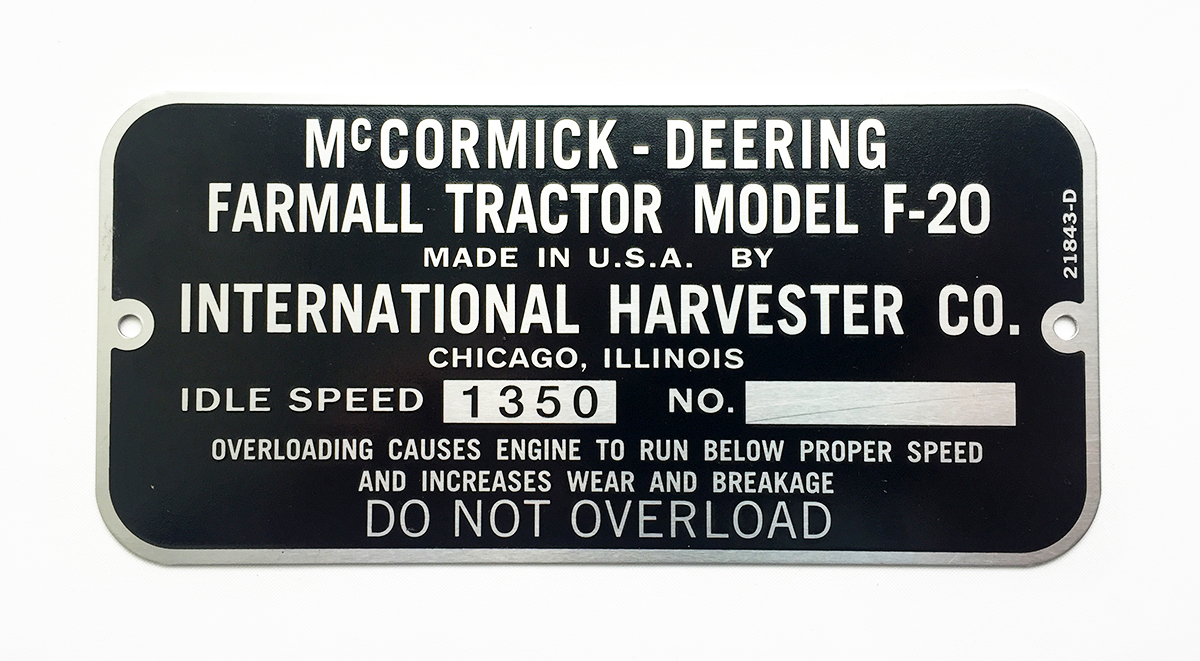 McCORMICK - DEERING
FARMALL TRACTOR MODEL F-20
MADE IN U.S.A. BY
INTERNATIONAL HARVESTER CO.
CHICAGO, ILLINOIS
IDLE SPEED 1350 NO.
OVERLOADING CAUSES ENGINE TO RUN BELOW PROPER SPEED
AND INCREASES WEAR AND BREAKAGE
DO NOT OVERLOAD
21843-D